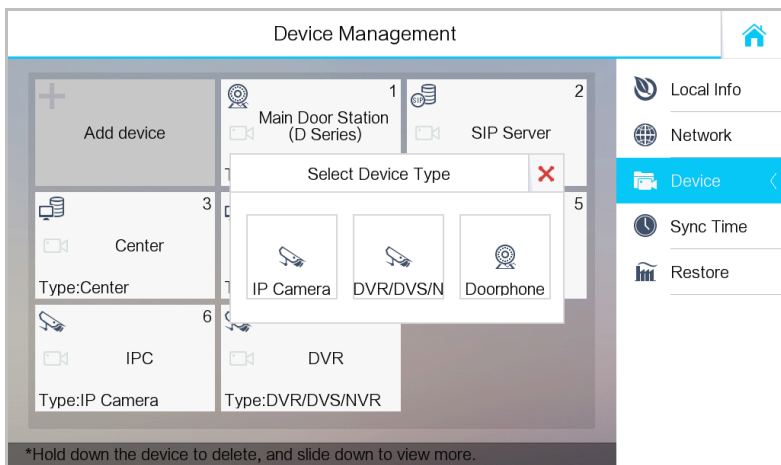 Device Management
Add device
1
Main Door Station
(D Series)
SIP
2
SIP Server
Select Device Type
IP Camera
DVR/DVS/N
Doorphone
3
Center
Type:Center
5
6
IPC
Type:IP Camera
DVR
Type:DVR/DVS/NVR
*Hold down the device to delete, and slide down to view more.
Local Info
Network
Device
Sync Time
Restore